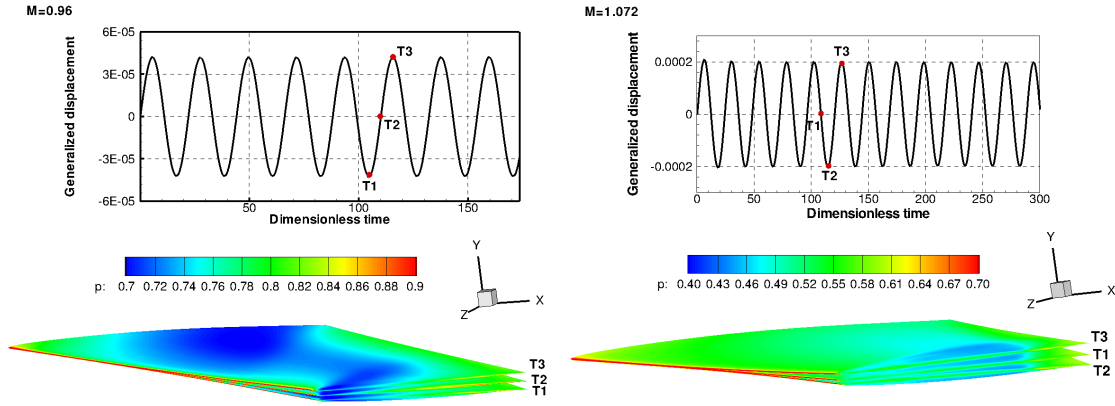 M=0.96
6E-05
3E-05
0
-3E-05
-6E-05
Generalized displacement
T3
T2
T1
50
100
150
Dimensionless time
p:
0.7 0.72 0.74 0.76 0.78 0.8 0.82 0.84 0.86 0.88 0.9
Y
X
Z
T3
T2
T1
M=1.072
0.0002
0
-0.0002
Generalized displacement
T3
T1
T2
0 50 100 150 200 250 300
Dimensionless time
p:
0.40 0.43 0.46 0.49 0.52 0.55 0.58 0.61 0.64 0.67 0.70
Y
X
Z
T3
T1
T2